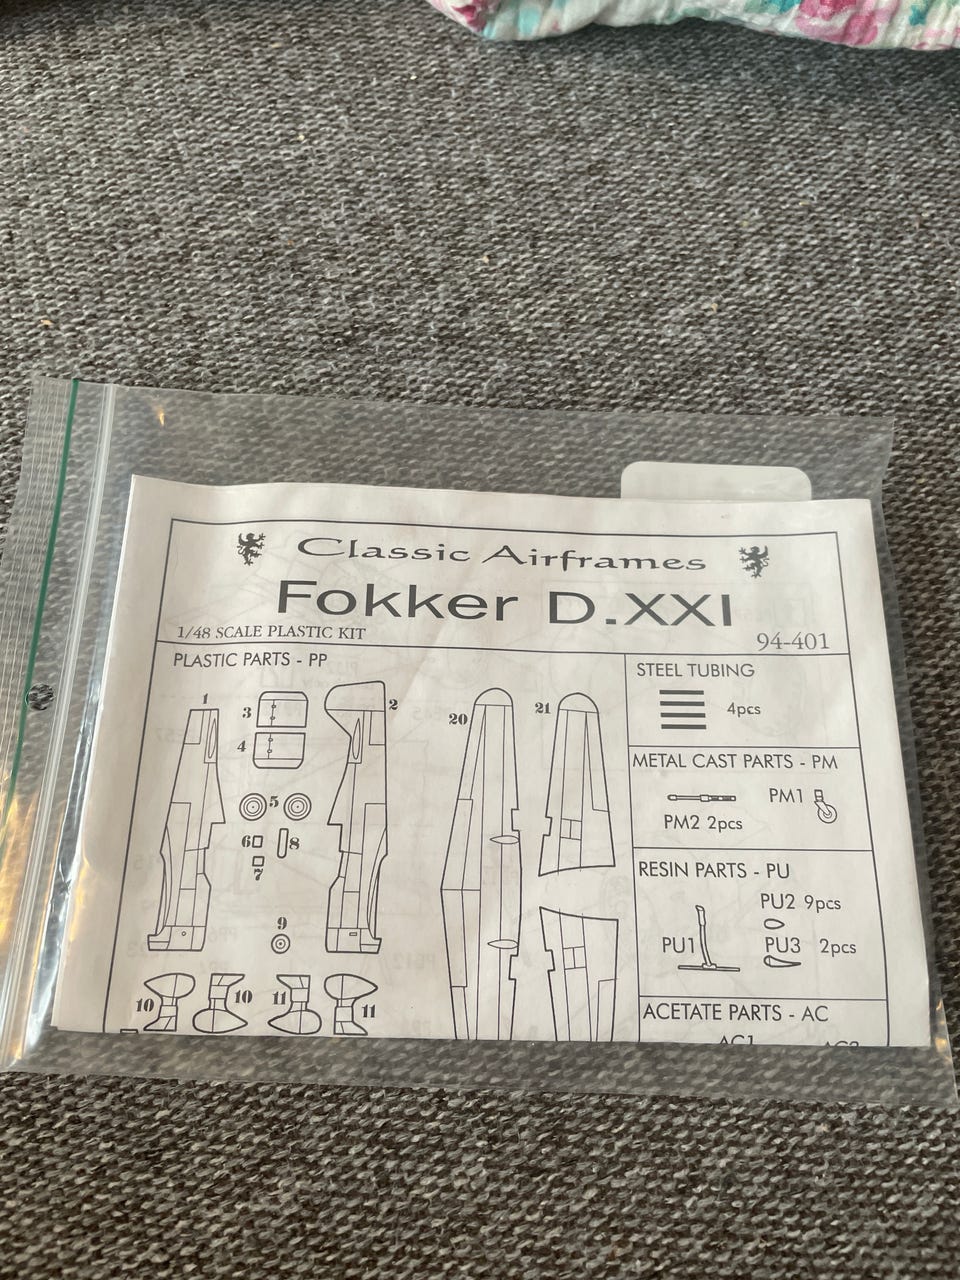 Classic Airframes
Fokker D.XXI
1/48 SCALE PLASTIC KIT
94-401
PLASTIC PARTS - PP
1
2
3
4
5
6
8
7
9
10
10
11
11
20
21
STEEL TUBING
4pcs
METAL CAST PARTS - PM
PM1
PM2 2pcs
RESIN PARTS - PU
PU2 9pcs
PU1
PU3 2pcs
ACETATE PARTS - AC
AC1